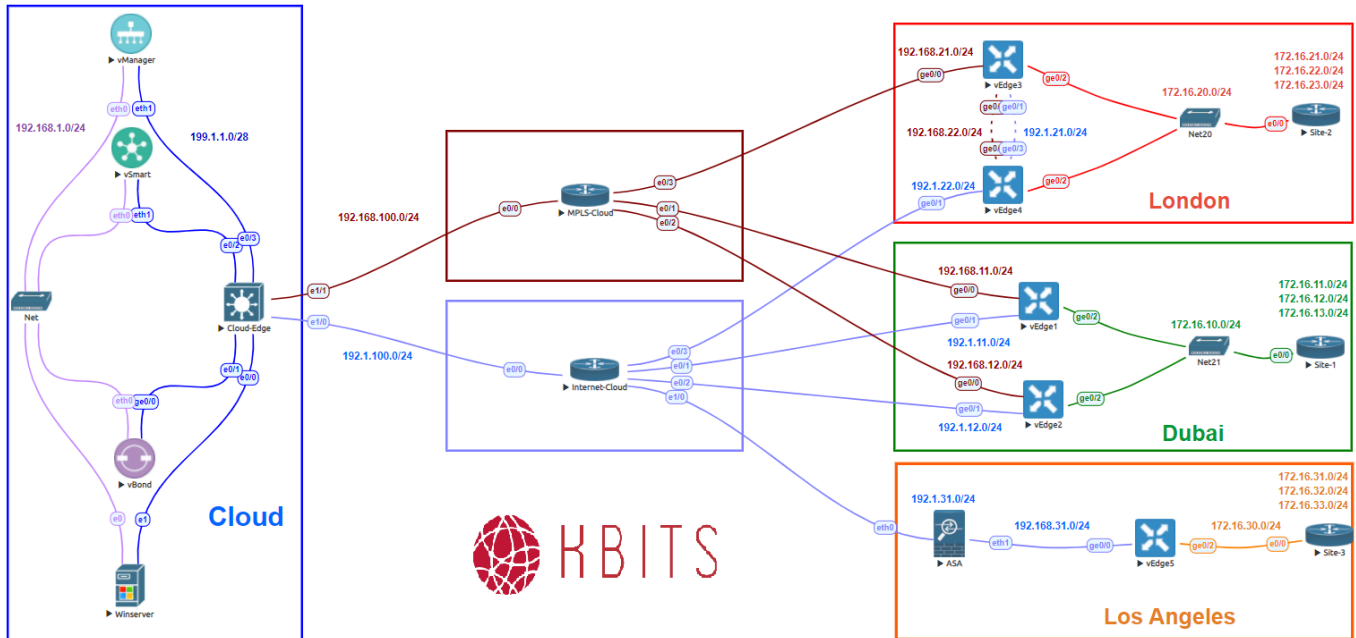 vManager
eth0
eth1
192.168.1.0/24
199.1.1.0/28
vSmart
eth0
eth1
e0/2
e0/3
Net
Cloud-Edge
e1/1
e1/0
e0/1
e0/0
eth0
ge0/0
vBond
e0
e1
Winserver
Cloud
192.168.100.0/24
192.1.100.0/24
e0/0
MPLS-Cloud
e0/3
e0/1
e0/2
e0/0
Internet-Cloud
e0/3
e0/1
e0/2
e1/0
KBITS
192.168.21.0/24
ge0/0
vEdge3
ge0/2
ge0/1
192.168.22.0/24
192.1.21.0/24
ge0/3
192.1.22.0/24
ge0/1
vEdge4
ge0/2
172.16.20.0/24
Net20
172.16.21.0/24
172.16.22.0/24
172.16.23.0/24
e0/0
Site-2
London
192.168.11.0/24
ge0/0
ge0/1
vEdge1
192.1.11.0/24
ge0/2
192.168.12.0/24
ge0/0
ge0/1
192.1.12.0/24
vEdge2
ge0/2
172.16.10.0/24
Net21
172.16.11.0/24
172.16.12.0/24
172.16.13.0/24
e0/0
Site-1
Dubai
192.1.31.0/24
eth0
ASA
eth1
192.168.31.0/24
ge0/0
vEdge5
172.16.30.0/24
ge0/2
e0/0
172.16.31.0/24
172.16.32.0/24
172.16.33.0/24
Site-3
Los Angeles